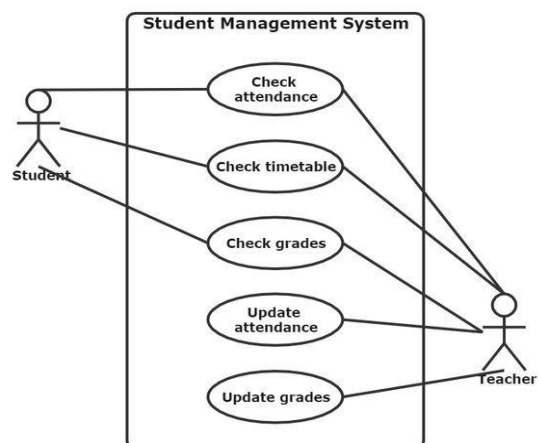 Student Management System
Check
attendance
Check timetable
Student
Check grades
Update
attendance
Teacher
Update grades